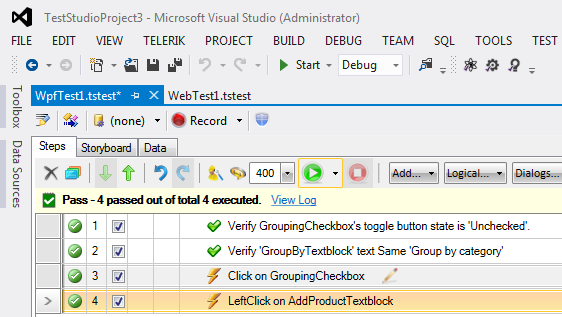 TestStudioProject3 - Microsoft Visual Studio (Administrator)
FILE EDIT VIEW TELERIK PROJECT BUILD DEBUG TEAM SQL TOOLS TEST
Start Debug
Toolbox
Data Sources
WpfTest1.tstest* WebTest1.tstest
(none) Record
Steps Storyboard Data
400 Add... Logical... Dialogs...
Pass - 4 passed out of total 4 executed. View Log
1 Verify GroupingCheckbox's toggle button state is 'Unchecked'.
2 Verify 'GroupByTextblock' text Same 'Group by category'
3 Click on GroupingCheckbox
4 LeftClick on AddProductTextblock